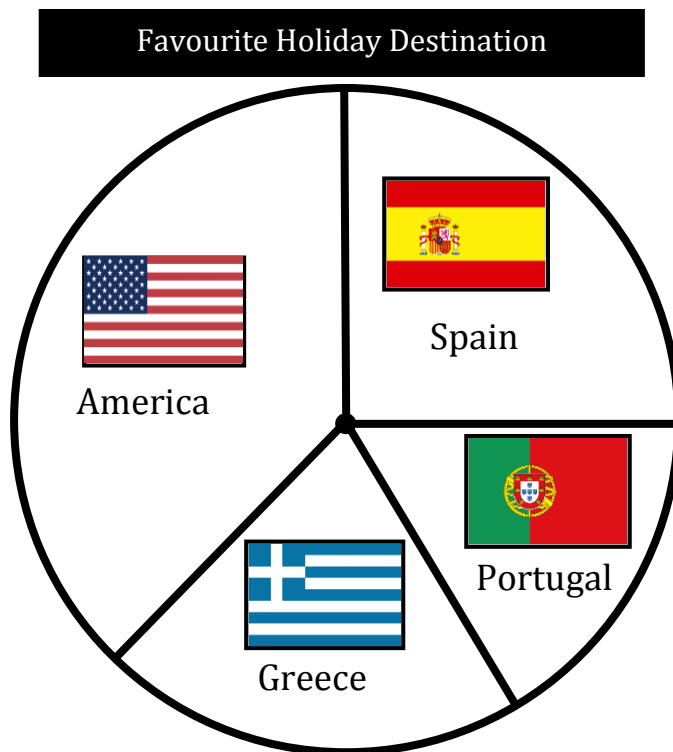 Favourite Holiday Destination
Spain
America
Portugal
Greece